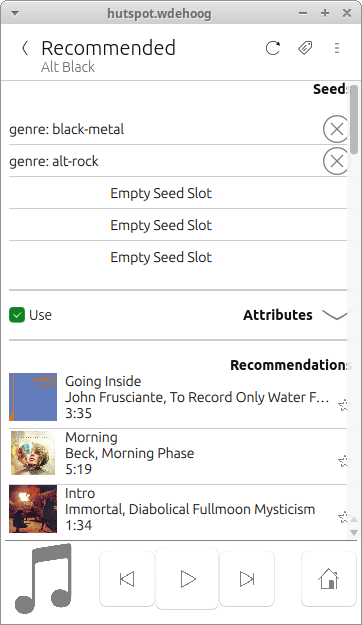 hutspot.wdehoog
Recommended
Alt Black
Seeds
genre: black-metal
genre: alt-rock
Empty Seed Slot
Empty Seed Slot
Empty Seed Slot
Use
Attributes
Recommendations
Going Inside
John Frusciante, To Record Only Water F...
3:35
Morning
Beck, Morning Phase
5:19
Intro
Immortal, Diabolical Fullmoon Mysticism
1:34